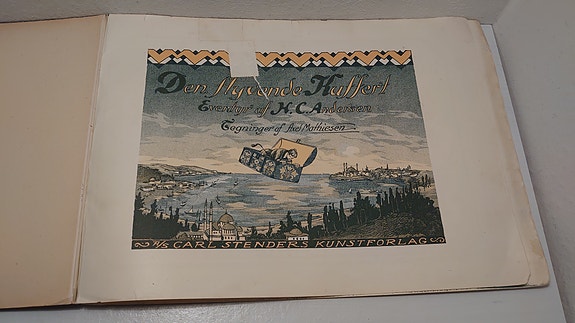 Den flyvende Kuffert
Eventyr af H. C. Andersen
Tegninger af Axel Mathiesen
A/S CARL STENDERS KUNSTFORLAG